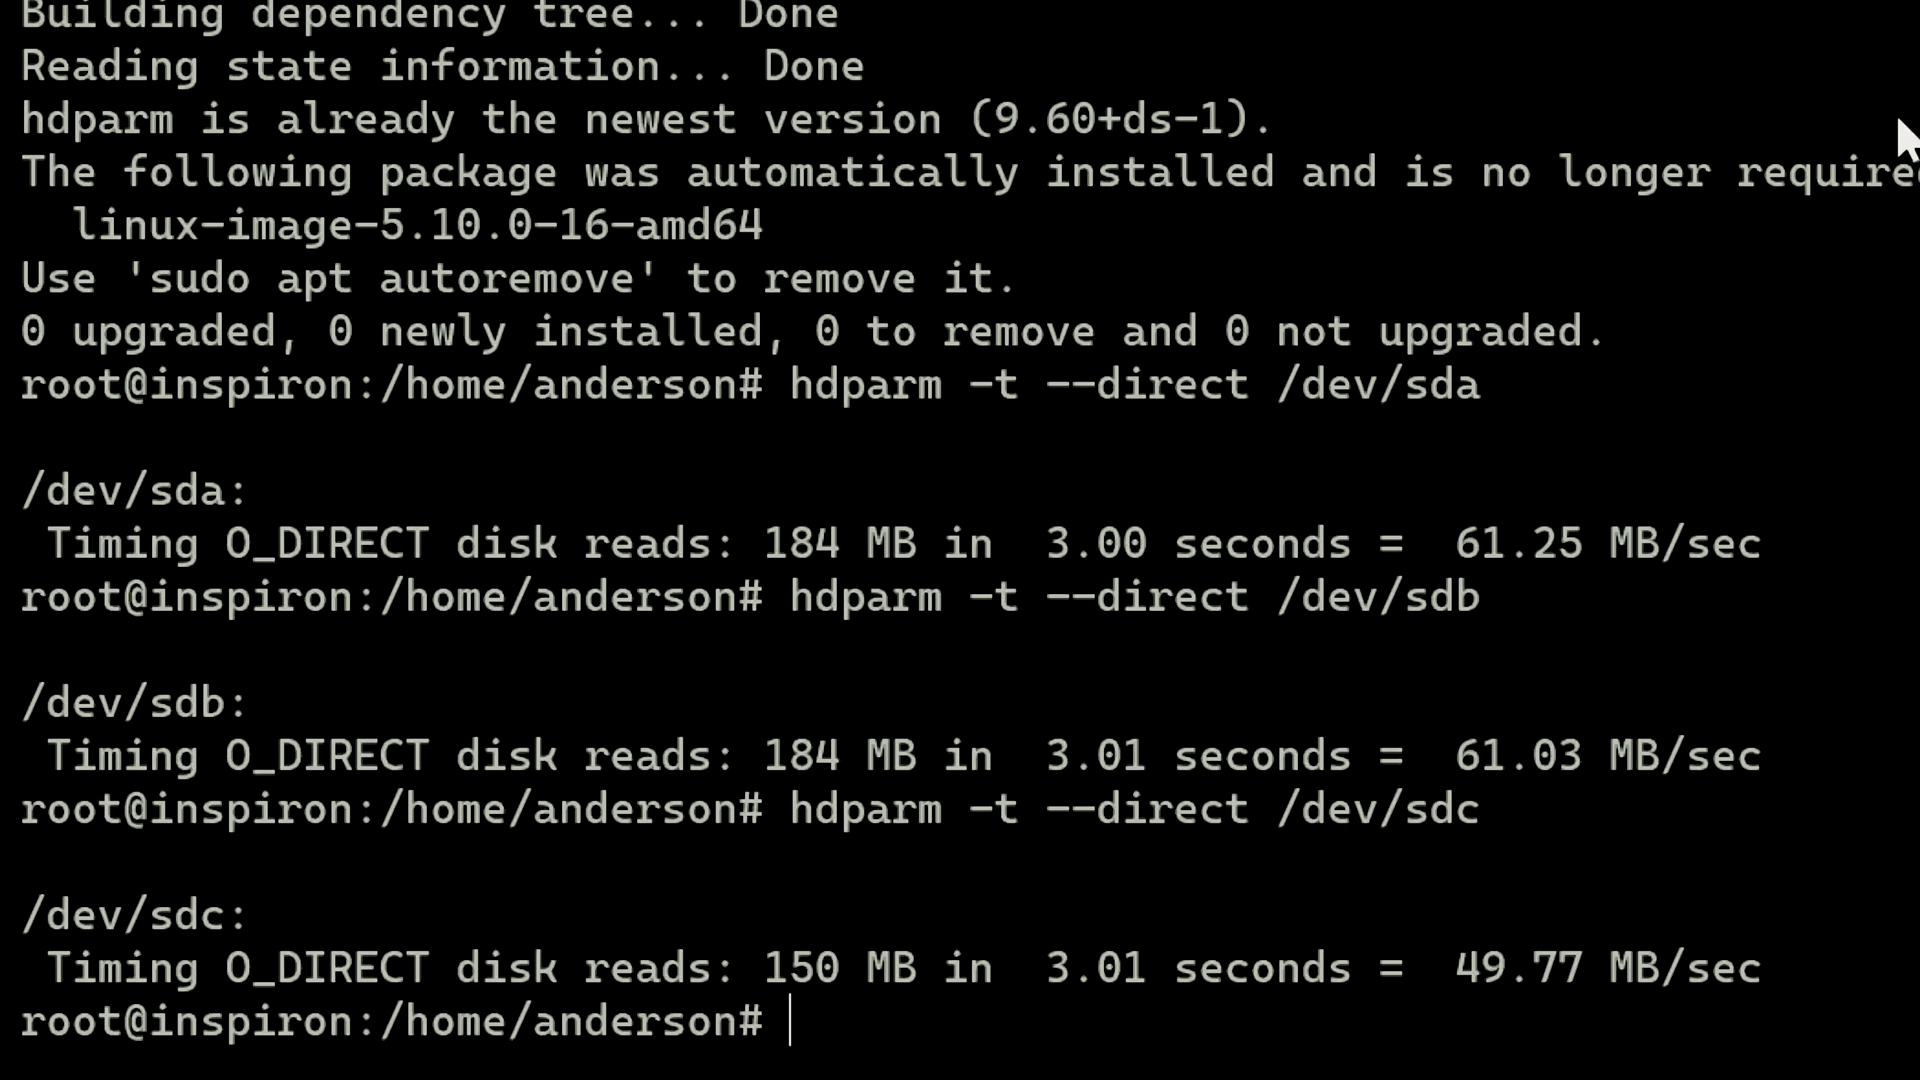 Building dependency tree... Done
Reading state information... Done
hdparm is already the newest version (9.60+ds-1).
The following package was automatically installed and is no longer require
  linux-image-5.10.0-16-amd64
Use 'sudo apt autoremove' to remove it.
0 upgraded, 0 newly installed, 0 to remove and 0 not upgraded.
root@inspiron:/home/anderson# hdparm -t --direct /dev/sda

/dev/sda:
 Timing O_DIRECT disk reads: 184 MB in  3.00 seconds =  61.25 MB/sec
root@inspiron:/home/anderson# hdparm -t --direct /dev/sdb

/dev/sdb:
 Timing O_DIRECT disk reads: 184 MB in  3.01 seconds =  61.03 MB/sec
root@inspiron:/home/anderson# hdparm -t --direct /dev/sdc

/dev/sdc:
 Timing O_DIRECT disk reads: 150 MB in  3.01 seconds =  49.77 MB/sec
root@inspiron:/home/anderson#